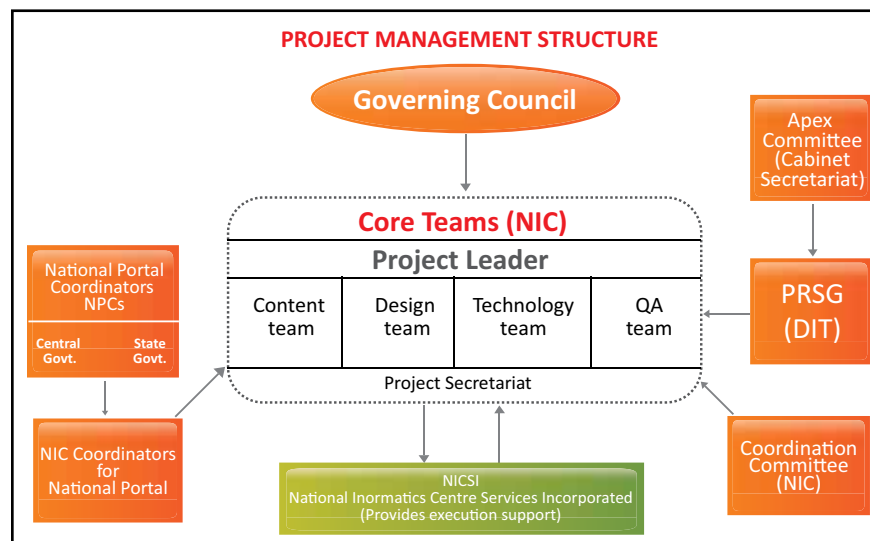 PROJECT MANAGEMENT STRUCTURE
Governing Council
Apex
Committee
(Cabinet
Secretariat)
Core Teams (NIC)
Project Leader
Content
team
Design
team
Technology
team
QA
team
Project Secretariat
National Portal
Coordinators
NPCs
Central
Govt.
State
Govt.
PRSG
(DIT)
NIC Coordinators
for
National Portal
NICSI
National Inormatics Centre Services Incorporated
(Provides execution support)
Coordination
Committee
(NIC)